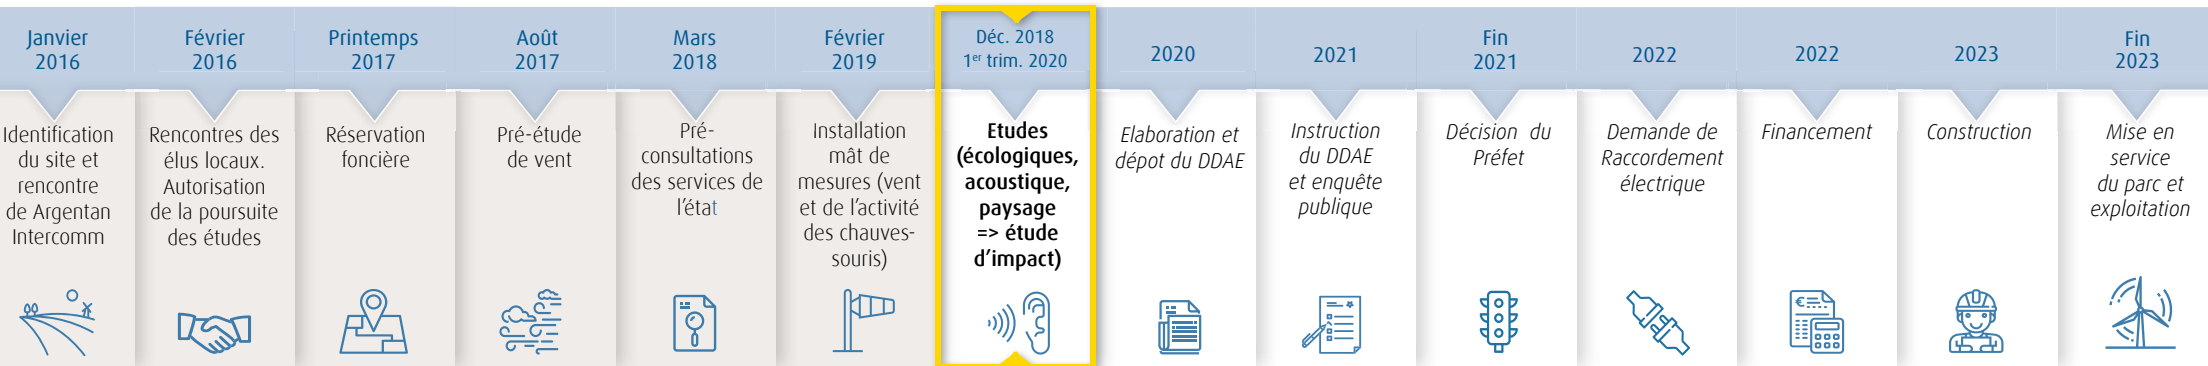 Janvier
2016
Identification
du site et
rencontre
de Argentan
Intercomm
Février
2016
Rencontres des
élus locaux.
Autorisation
de la poursuite
des études
Printemps
2017
Réservation
foncière
Août
2017
Pré-étude
de vent
Mars
2018
Pré-
consultations
des services de
l’état
Février
2019
Installation
mât de
mesures (vent
et de l’activité
des chauves-
souris)
Déc. 2018
1er trim. 2020
Etudes
(écologiques,
acoustique,
paysage
=> étude
d’impact)
2020
Elaboration et
dépot du DDAE
2021
Instruction
du DDAE
et enquête
publique
Fin
2021
Décision du
Préfet
2022
Demande de
Raccordement
électrique
2022
Financement
2023
Construction
Fin
2023
Mise en
service
du parc et
exploitation